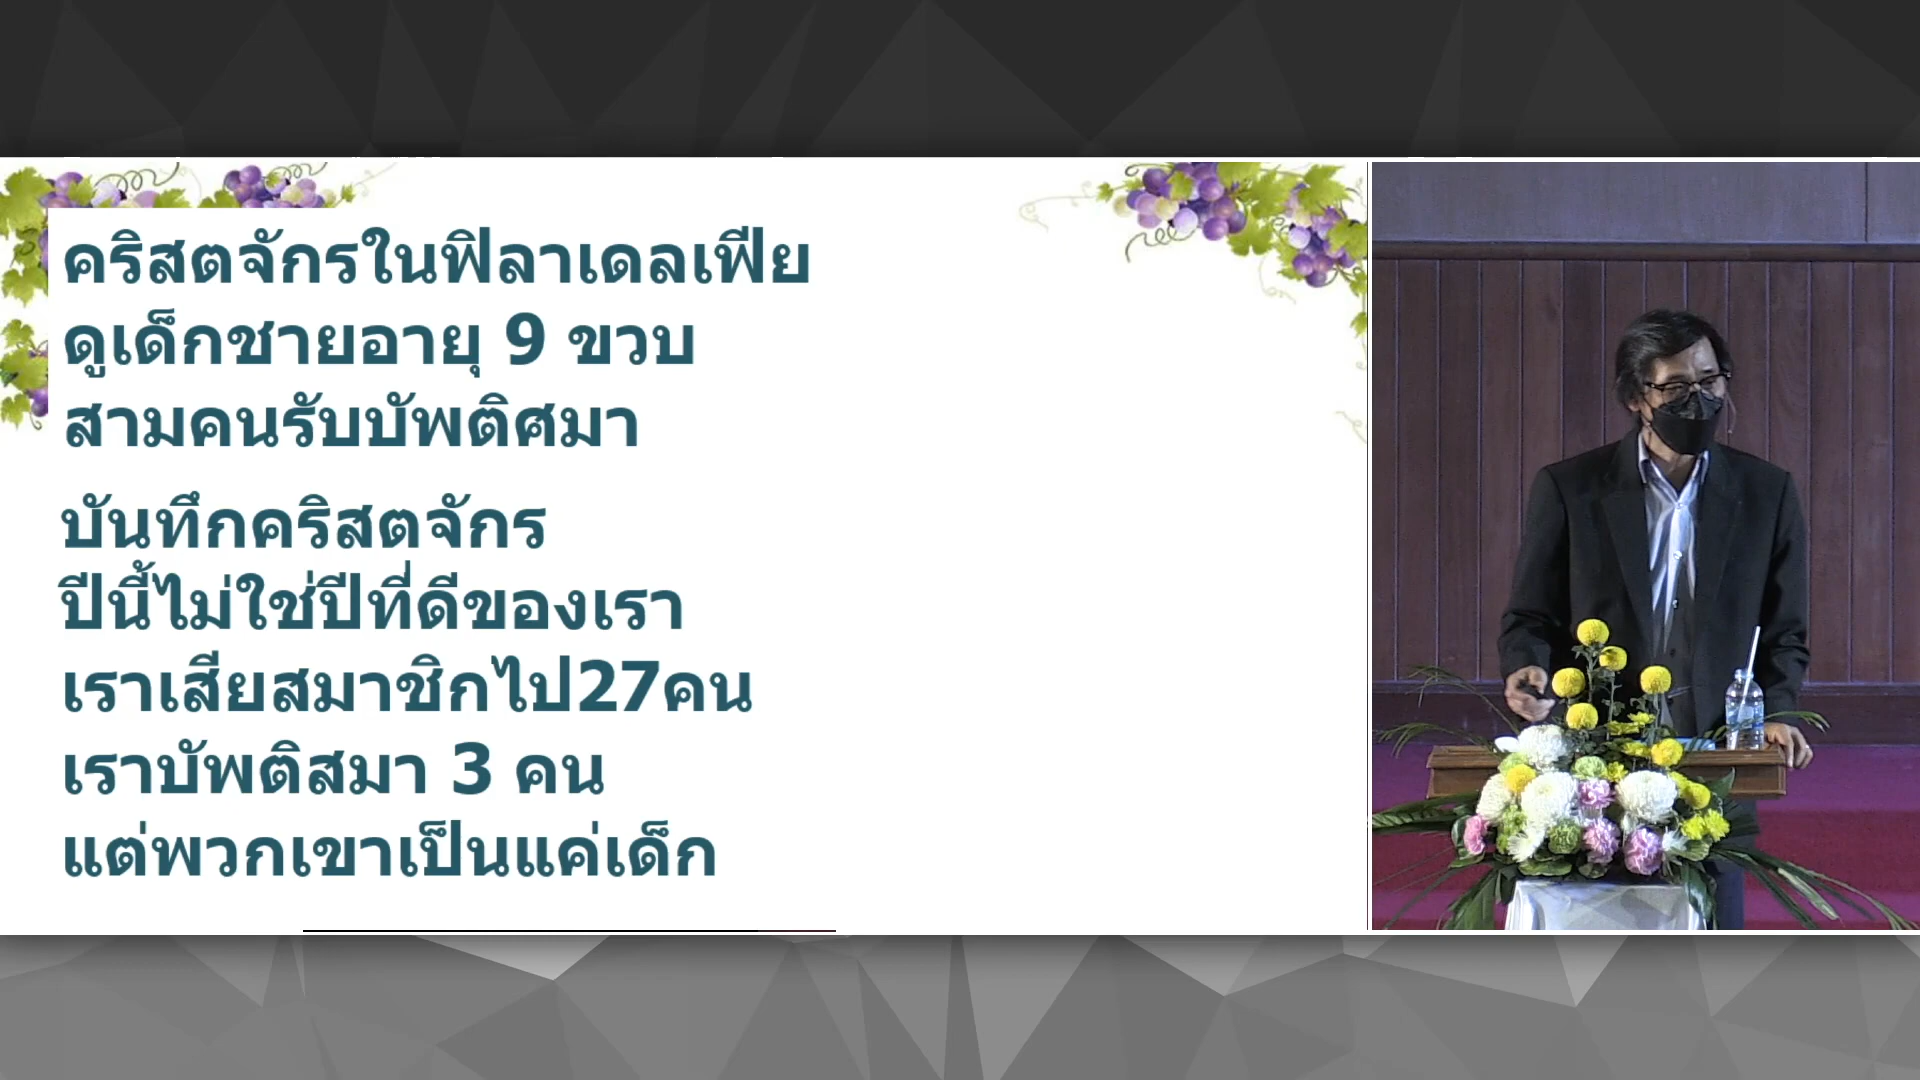 คริสตจักรในฟิลาเดลเฟีย
ดูเด็กชายอายุ 9 ขวบ
สามคนรับบัพติศมา
บันทึกคริสตจักร
ปีนี้ไม่ใช่ปีที่ดีของเรา
เราเสียสมาชิกไป27คน
เราบัพติสมา 3 คน
แต่พวกเขาเป็นแค่เด็ก